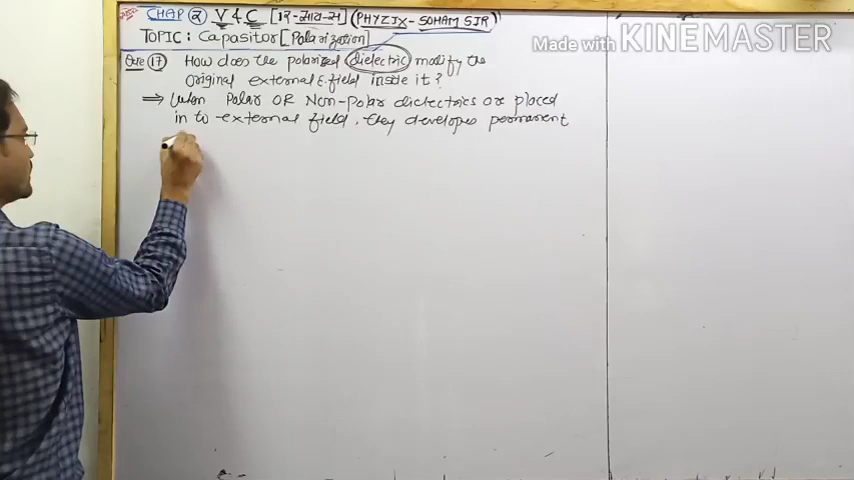 CHAP ② V & C [12-साल-२१] (PHYZIX - SOHAM SIR)
Made with KINEMASTER
TOPIC: Capasitor [Polarization]
Que 17 How does the polarized dielectric modify the
original external E.field inside it?
⇒ When Polar OR Non-Polar dielectrics are placed
in to external field, they developes permanent